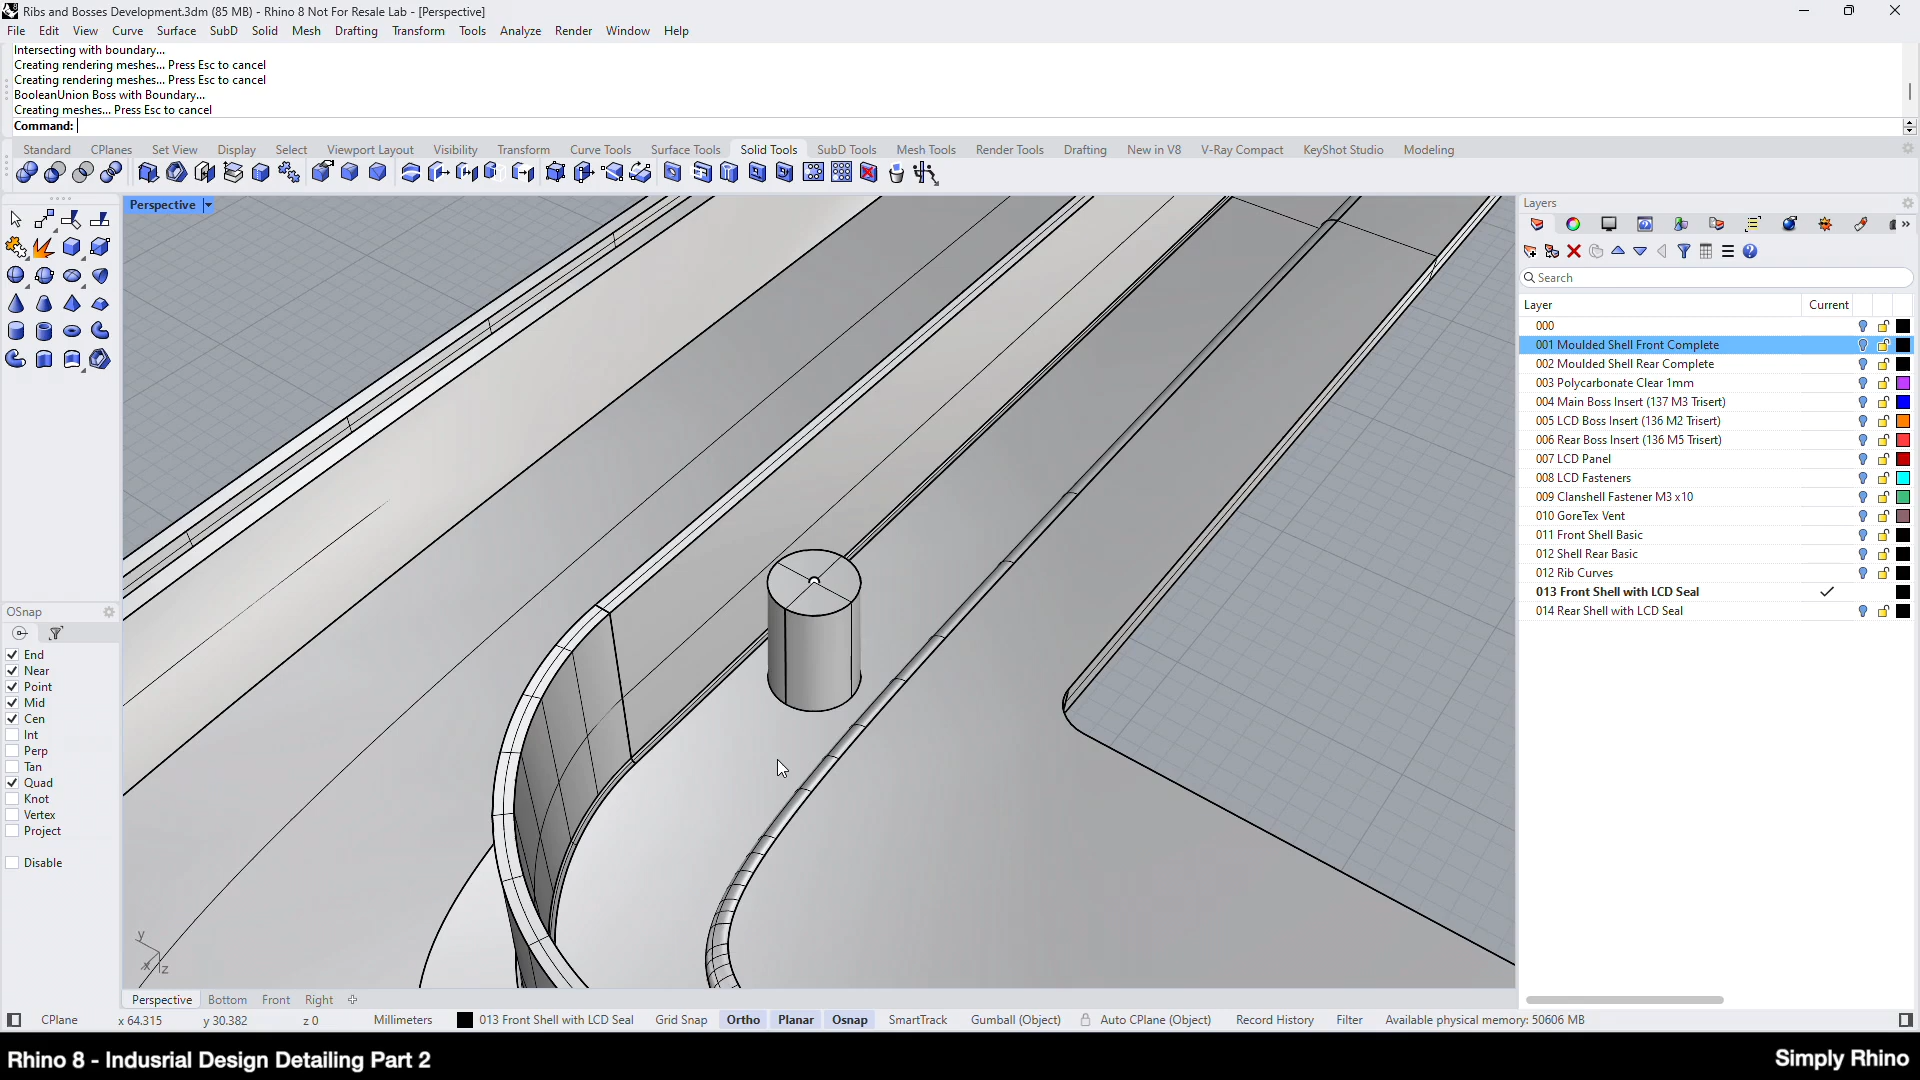 Ribs and Bosses Development.3dm (85 MB) - Rhino 8 Not For Resale Lab - [Perspective]
File Edit View Curve Surface SubD Solid Mesh Drafting Transform Tools Analyze Render Window Help
Intersecting with boundary...
Creating rendering meshes... Press Esc to cancel
Creating rendering meshes... Press Esc to cancel
BooleanUnion Boss with Boundary...
Creating meshes... Press Esc to cancel
Command:
Standard CPlanes Set View Display Select Viewport Layout Visibility Transform Curve Tools Surface Tools Solid Tools SubD Tools Mesh Tools Render Tools Drafting New in V8 V-Ray Compact KeyShot Studio Modeling
Perspective
Layers
Search
Layer Current
000
001 Moulded Shell Front Complete
002 Moulded Shell Rear Complete
003 Polycarbonate Clear 1mm
004 Main Boss Insert (137 M3 Trisert)
005 LCD Boss Insert (136 M2 Trisert)
006 Rear Boss Insert (136 M5 Trisert)
007 LCD Panel
008 LCD Fasteners
009 Clanshell Fastener M3 x10
010 GoreTex Vent
011 Front Shell Basic
012 Shell Rear Basic
012 Rib Curves
013 Front Shell with LCD Seal
014 Rear Shell with LCD Seal
OSnap
End
Near
Point
Mid
Cen
Int
Perp
Tan
Quad
Knot
Vertex
Project
Disable
y
x z
Perspective Bottom Front Right
CPlane x 64.315 y 30.382 z 0 Millimeters 013 Front Shell with LCD Seal Grid Snap Ortho Planar Osnap SmartTrack Gumball (Object) Auto CPlane (Object) Record History Filter Available physical memory: 50606 MB
Rhino 8 - Indusrial Design Detailing Part 2
Simply Rhino